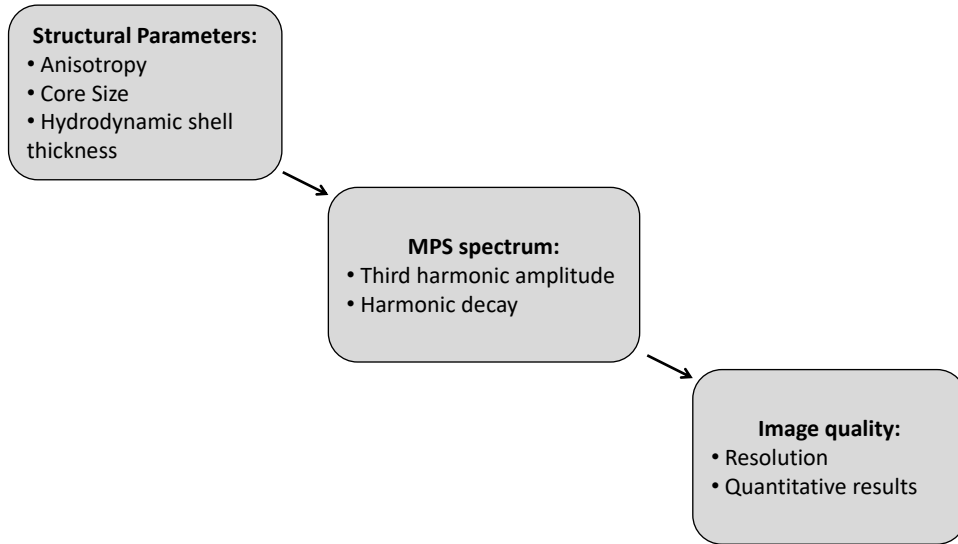 Structural Parameters:
• Anisotropy
• Core Size
• Hydrodynamic shell
thickness
MPS spectrum:
• Third harmonic amplitude
• Harmonic decay
Image quality:
• Resolution
• Quantitative results